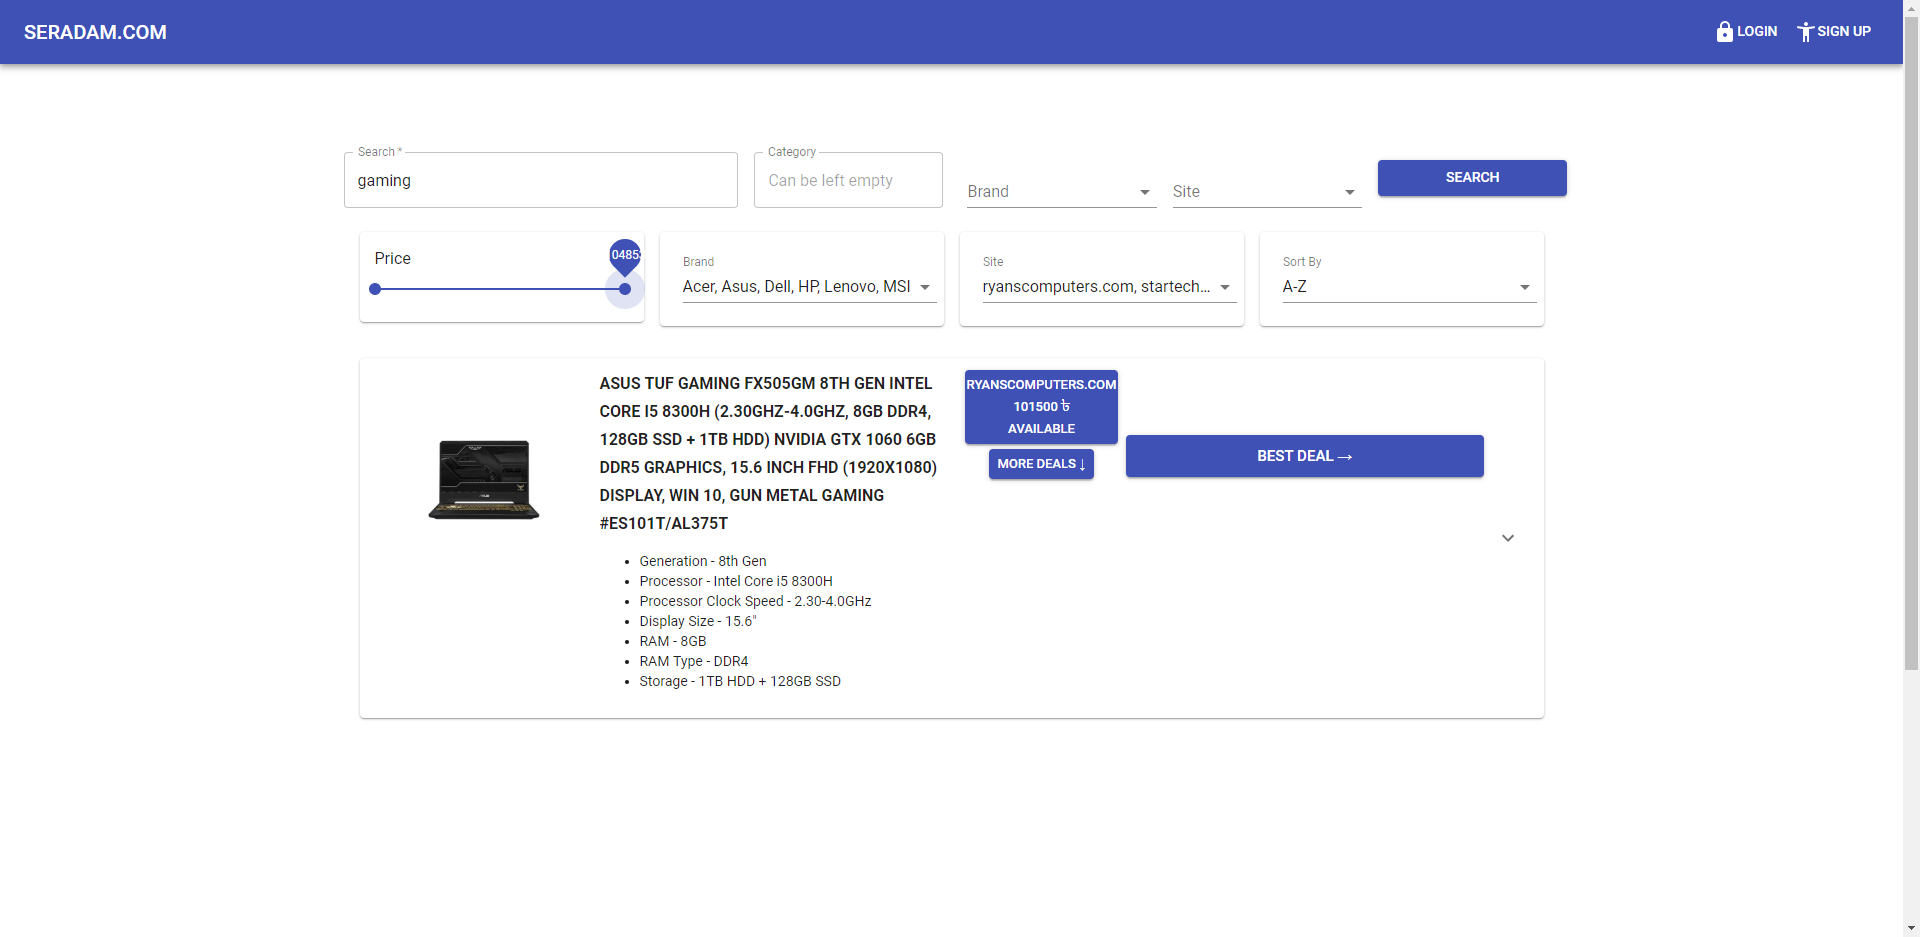 SERADAM.COM
LOGIN
SIGN UP
Search *
gaming
Category
Can be left empty
Brand
Site
SEARCH
Price
0485
Brand
Acer, Asus, Dell, HP, Lenovo, MSI
Site
ryanscomputers.com, startech...
Sort By
A-Z
ASUS TUF GAMING FX505GM 8TH GEN INTEL
CORE I5 8300H (2.30GHZ-4.0GHZ, 8GB DDR4,
128GB SSD + 1TB HDD) NVIDIA GTX 1060 6GB
DDR5 GRAPHICS, 15.6 INCH FHD (1920X1080)
DISPLAY, WIN 10, GUN METAL GAMING
#ES101T/AL375T
RYANSCOMPUTERS.COM
101500 ৳
AVAILABLE
MORE DEALS ↓
BEST DEAL →
• Generation - 8th Gen
• Processor - Intel Core i5 8300H
• Processor Clock Speed - 2.30-4.0GHz
• Display Size - 15.6"
• RAM - 8GB
• RAM Type - DDR4
• Storage - 1TB HDD + 128GB SSD